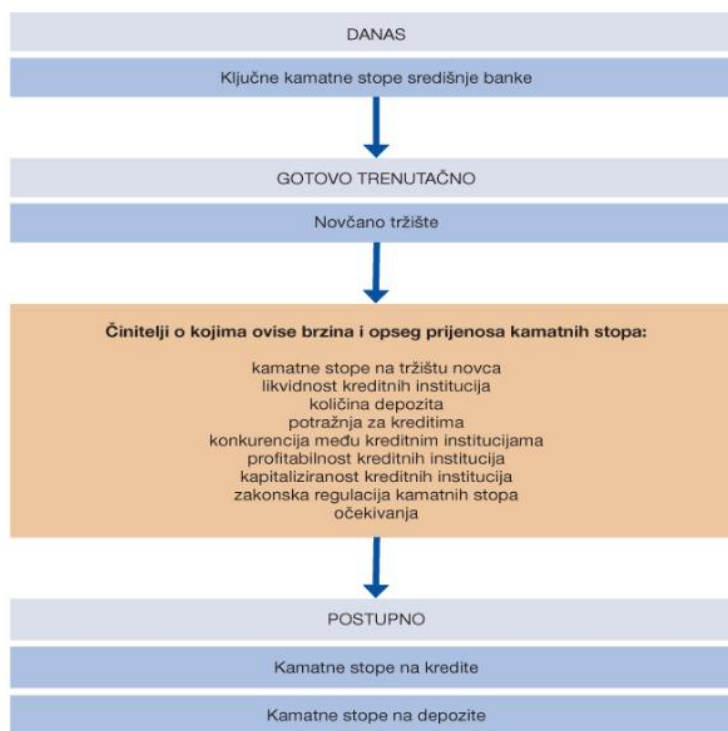 DANAS
Ključne kamatne stope središnje banke
GOTOVO TRENUTAČNO
Novčano tržište
Činitelji o kojima ovise brzina i opseg prijenosa kamatnih stopa:
kamatne stope na tržištu novca
likvidnost kreditnih institucija
količina depozita
potražnja za kreditima
konkurencija među kreditnim institucijama
profitabilnost kreditnih institucija
kapitaliziranost kreditnih institucija
zakonska regulacija kamatnih stopa
očekivanja
POSTUPNO
Kamatne stope na kredite
Kamatne stope na depozite